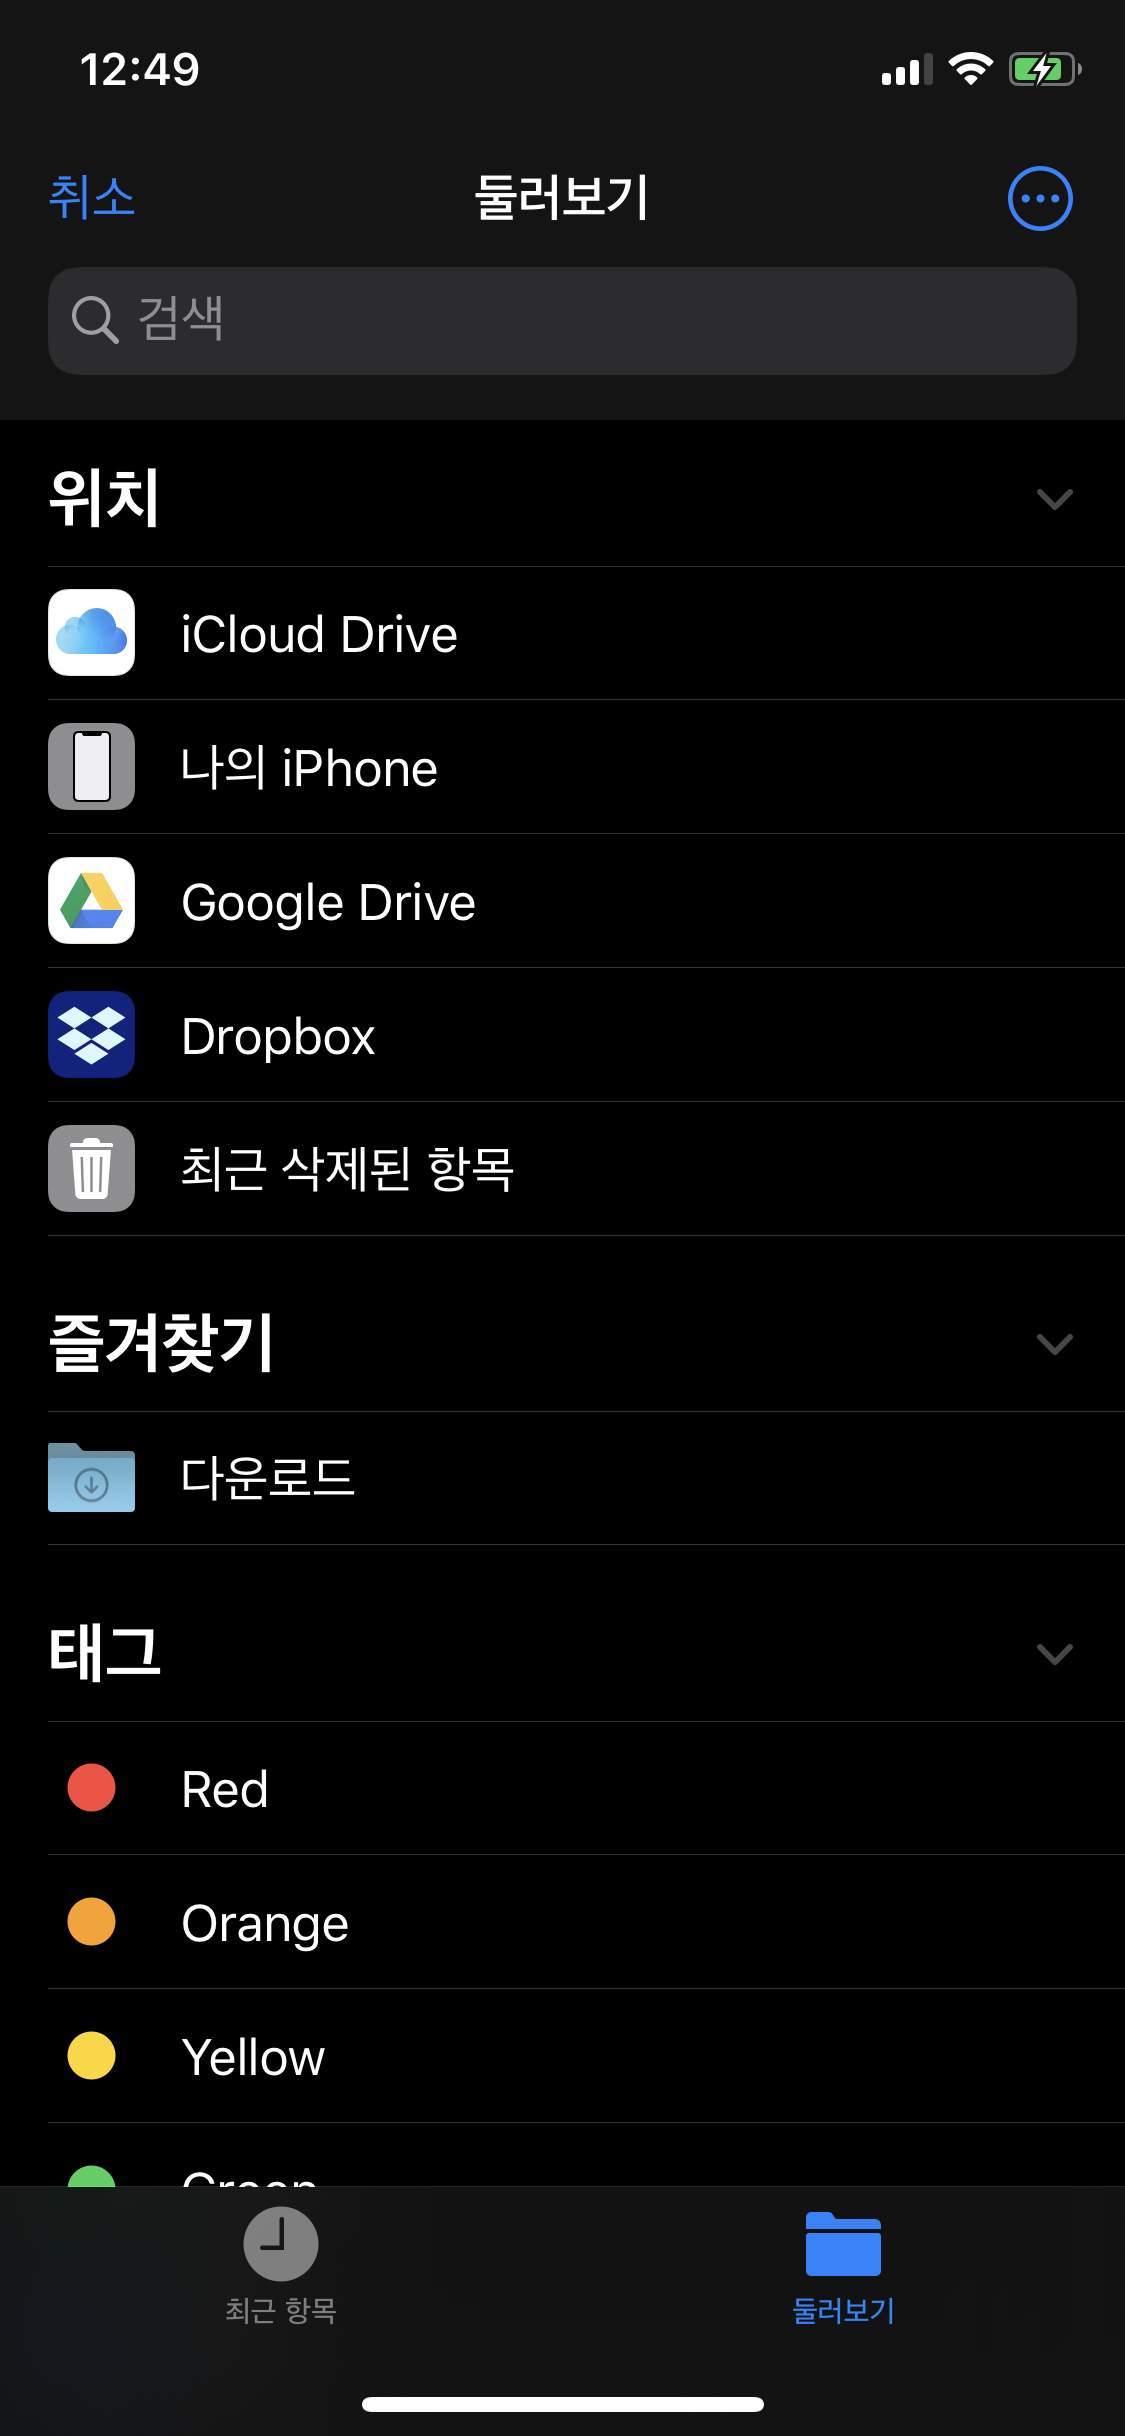 12:49
취소
둘러보기
검색
위치
iCloud Drive
나의 iPhone
Google Drive
Dropbox
최근 삭제된 항목
즐겨찾기
다운로드
태그
Red
Orange
Yellow
Green
최근 항목
둘러보기